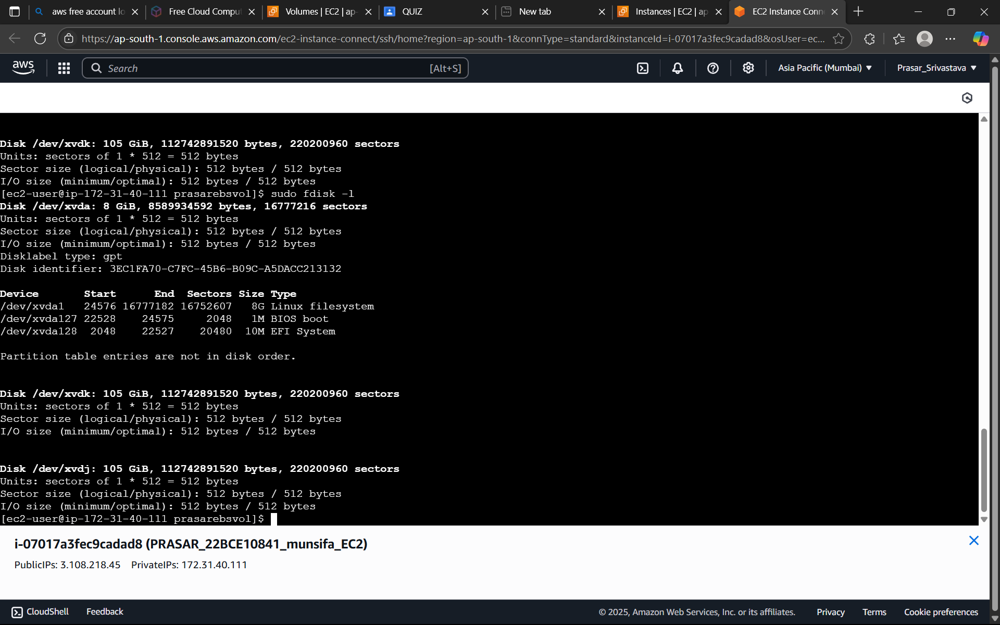 aws free account lo
Free Cloud Comput
Volumes | EC2 | ap-
QUIZ
New tab
Instances | EC2 | ap
EC2 Instance Conn
https://ap-south-1.console.aws.amazon.com/ec2-instance-connect/ssh/home?region=ap-south-1&connType=standard&instanceId=i-07017a3fec9cadad8&osUser=ec...
aws
Search
[Alt+S]
Asia Pacific (Mumbai)
Prasar_Srivastava
Disk /dev/xvdk: 105 GiB, 112742891520 bytes, 220200960 sectors
Units: sectors of 1 * 512 = 512 bytes
Sector size (logical/physical): 512 bytes / 512 bytes
I/O size (minimum/optimal): 512 bytes / 512 bytes
[ec2-user@ip-172-31-40-111 prasarebsvol]$ sudo fdisk -l
Disk /dev/xvda: 8 GiB, 8589934592 bytes, 16777216 sectors
Units: sectors of 1 * 512 = 512 bytes
Sector size (logical/physical): 512 bytes / 512 bytes
I/O size (minimum/optimal): 512 bytes / 512 bytes
Disklabel type: gpt
Disk identifier: 3EC1FA70-C7FC-45B6-B09C-A5DACC213132
Device       Start      End  Sectors Size Type
/dev/xvda1   24576 16777182 16752607   8G Linux filesystem
/dev/xvda127 22528    24575     2048   1M BIOS boot
/dev/xvda128  2048    22527    20480  10M EFI System
Partition table entries are not in disk order.
Disk /dev/xvdk: 105 GiB, 112742891520 bytes, 220200960 sectors
Units: sectors of 1 * 512 = 512 bytes
Sector size (logical/physical): 512 bytes / 512 bytes
I/O size (minimum/optimal): 512 bytes / 512 bytes
Disk /dev/xvdj: 105 GiB, 112742891520 bytes, 220200960 sectors
Units: sectors of 1 * 512 = 512 bytes
Sector size (logical/physical): 512 bytes / 512 bytes
I/O size (minimum/optimal): 512 bytes / 512 bytes
[ec2-user@ip-172-31-40-111 prasarebsvol]$
i-07017a3fec9cadad8 (PRASAR_22BCE10841_munsifa_EC2)
PublicIPs: 3.108.218.45    PrivateIPs: 172.31.40.111
CloudShell
Feedback
© 2025, Amazon Web Services, Inc. or its affiliates.
Privacy
Terms
Cookie preferences